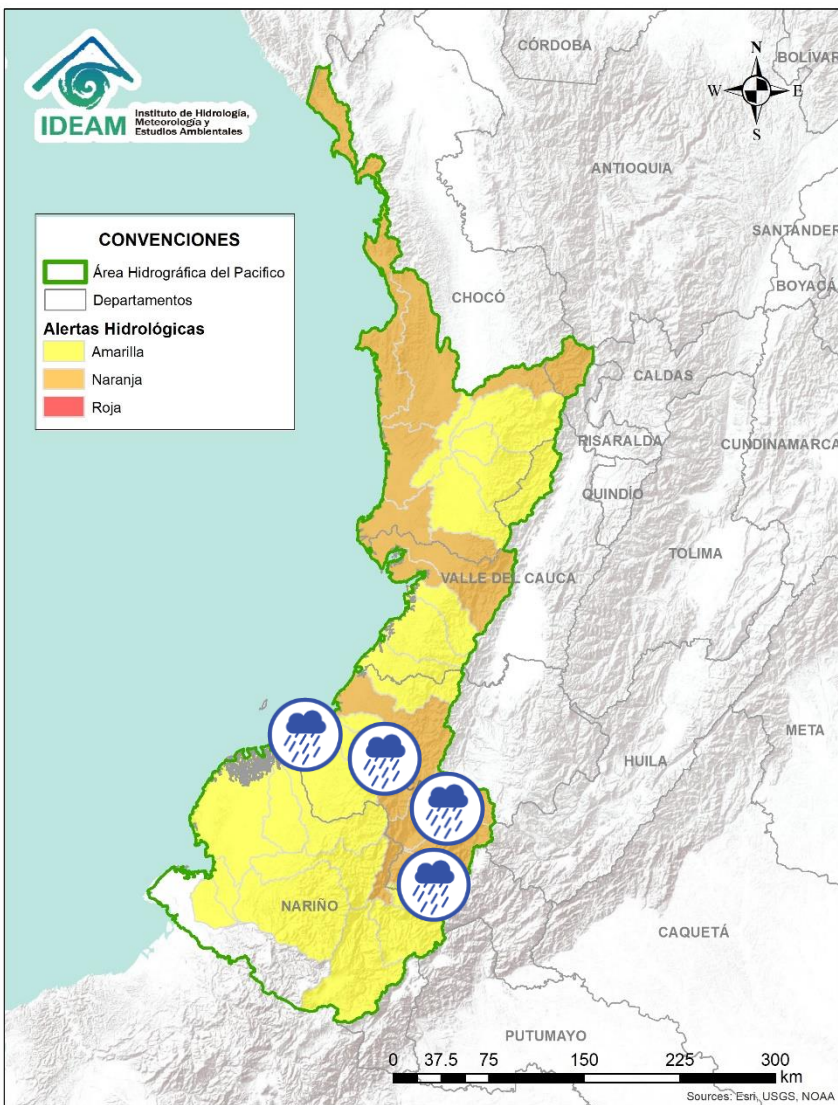 IDEAM
Instituto de Hidrología,
Meteorología y
Estudios Ambientales
N
W
E
S
CÓRDOBA
BOLÍVAR
ANTIOQUIA
SANTANDER
BOYACÁ
CHOCÓ
CALDAS
RISARALDA
CUNDINAMARCA
QUINDÍO
TOLIMA
VALLE DEL CAUCA
META
HUILA
NARIÑO
CAQUETÁ
PUTUMAYO
CONVENCIONES
Área Hidrográfica del Pacifico
Departamentos
Alertas Hidrológicas
Amarilla
Naranja
Roja
0 37.5 75 150 225 300
km
Sources: Esri, USGS, NOAA